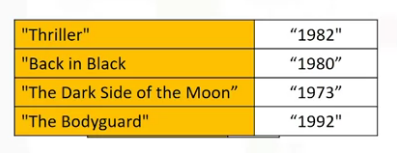 "Thriller" “1982"
"Back in Black “1980”
"The Dark Side of the Moon” “1973”
"The Bodyguard" “1992"